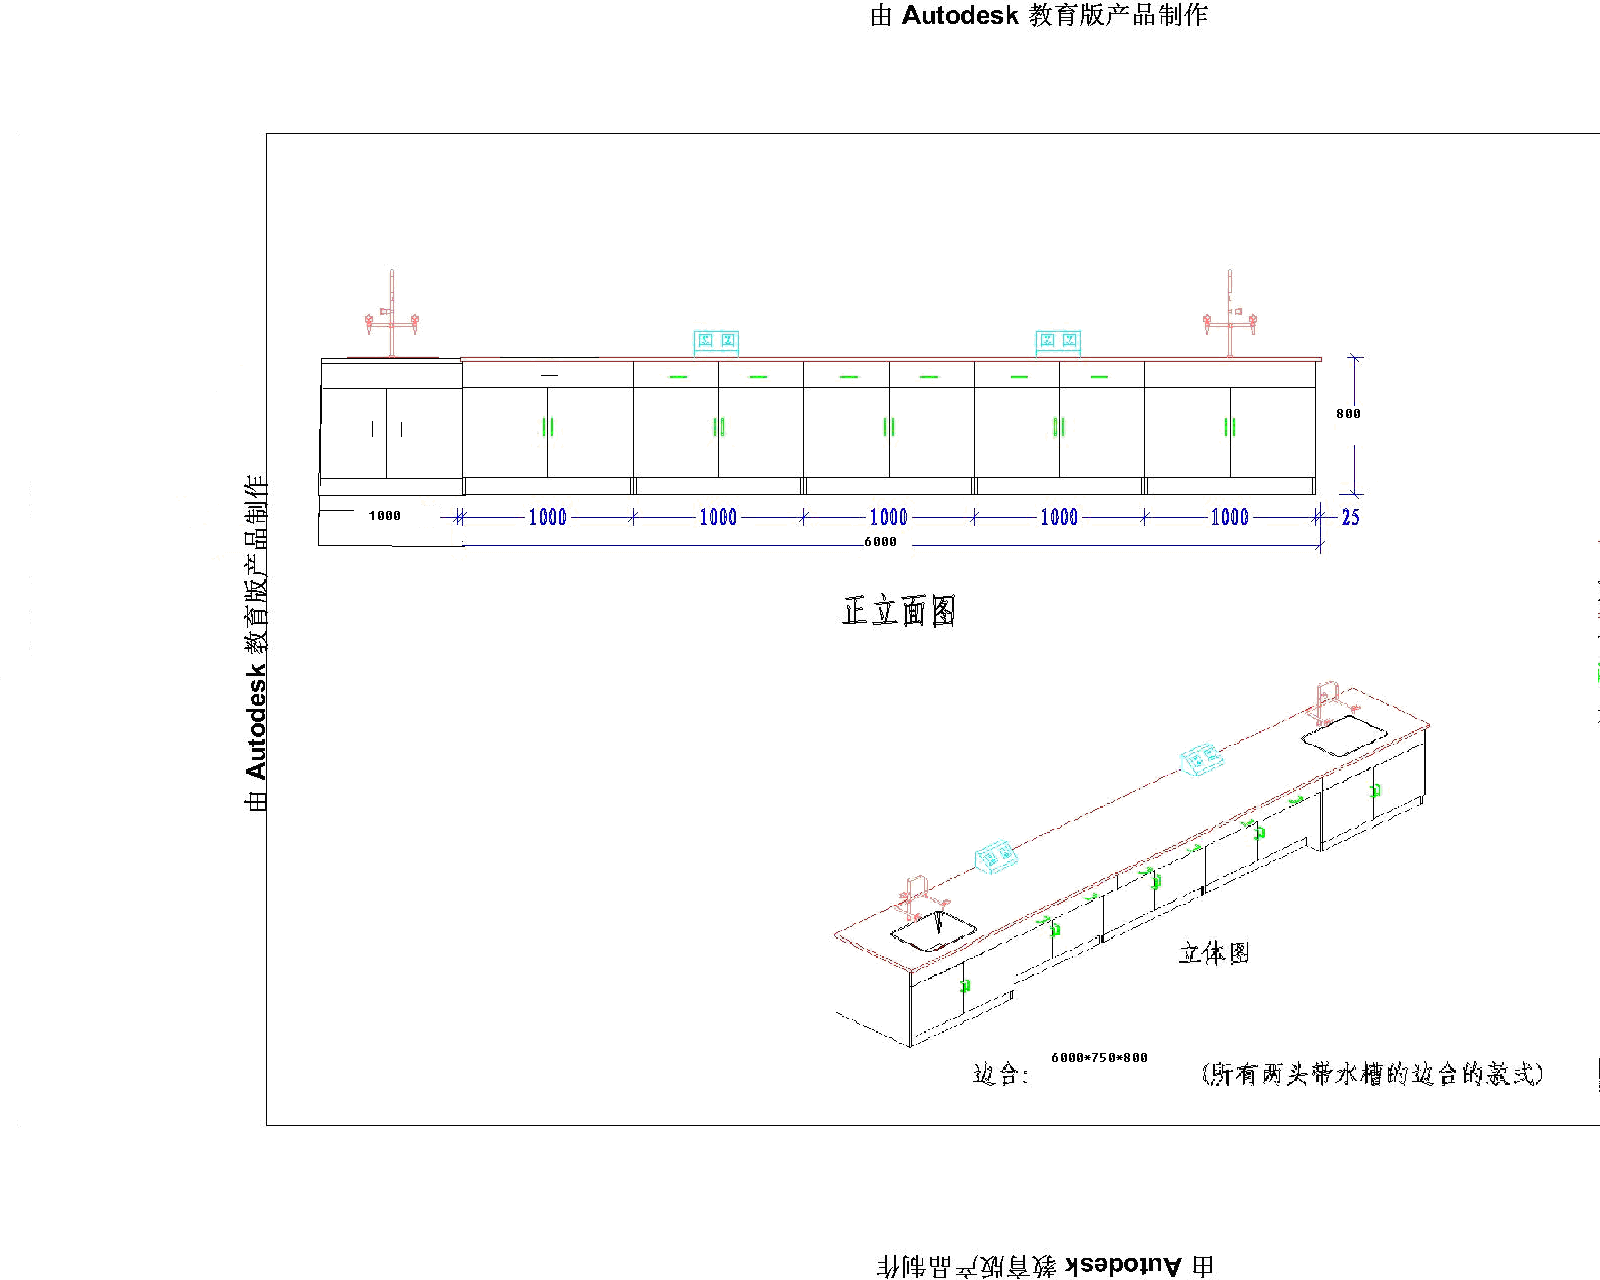 由 Autodesk 教育版产品制作
800
1000 1000 1000 1000 1000 1000 25
6000
正立面图
由 Autodesk 教育版产品制作
立体图
6000*750*800
边台: (所有两头带水槽的边台的款式)
由 Autodesk 教育版产品制作